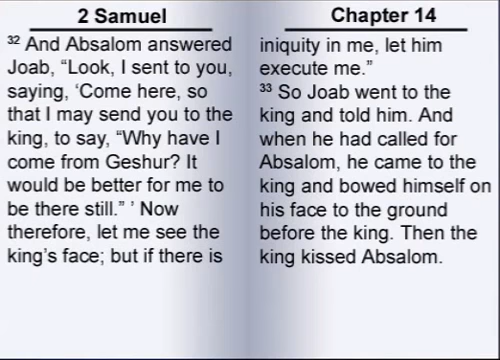 2 Samuel
32 And Absalom answered
Joab, “Look, I sent to you,
saying, ‘Come here, so
that I may send you to the
king, to say, “Why have I
come from Geshur? It
would be better for me to
be there still.” ’ Now
therefore, let me see the
king’s face; but if there is
Chapter 14
iniquity in me, let him
execute me.”
33 So Joab went to the
king and told him. And
when he had called for
Absalom, he came to the
king and bowed himself on
his face to the ground
before the king. Then the
king kissed Absalom.